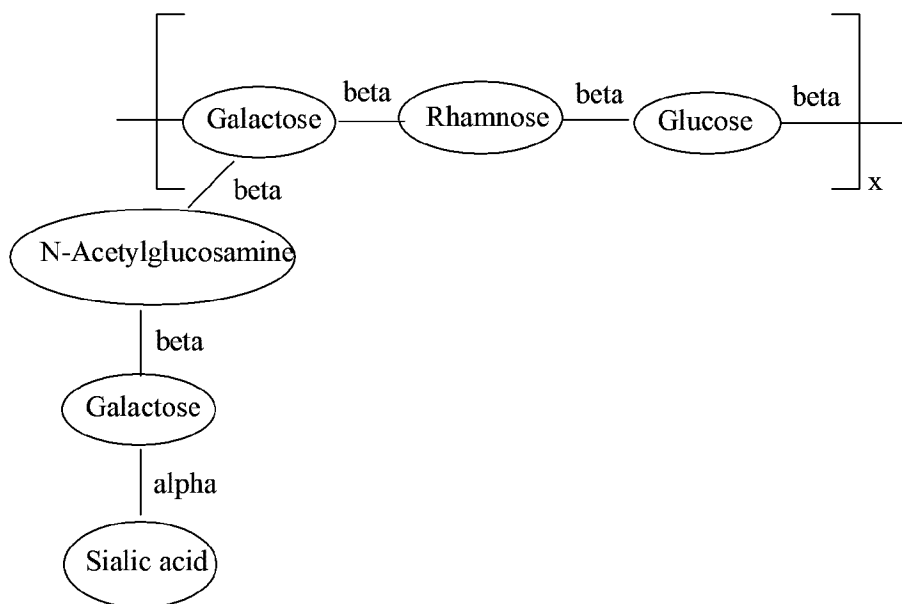 beta beta beta
Galactose Rhamnose Glucose
x
beta
N-Acetylglucosamine
beta
Galactose
alpha
Sialic acid